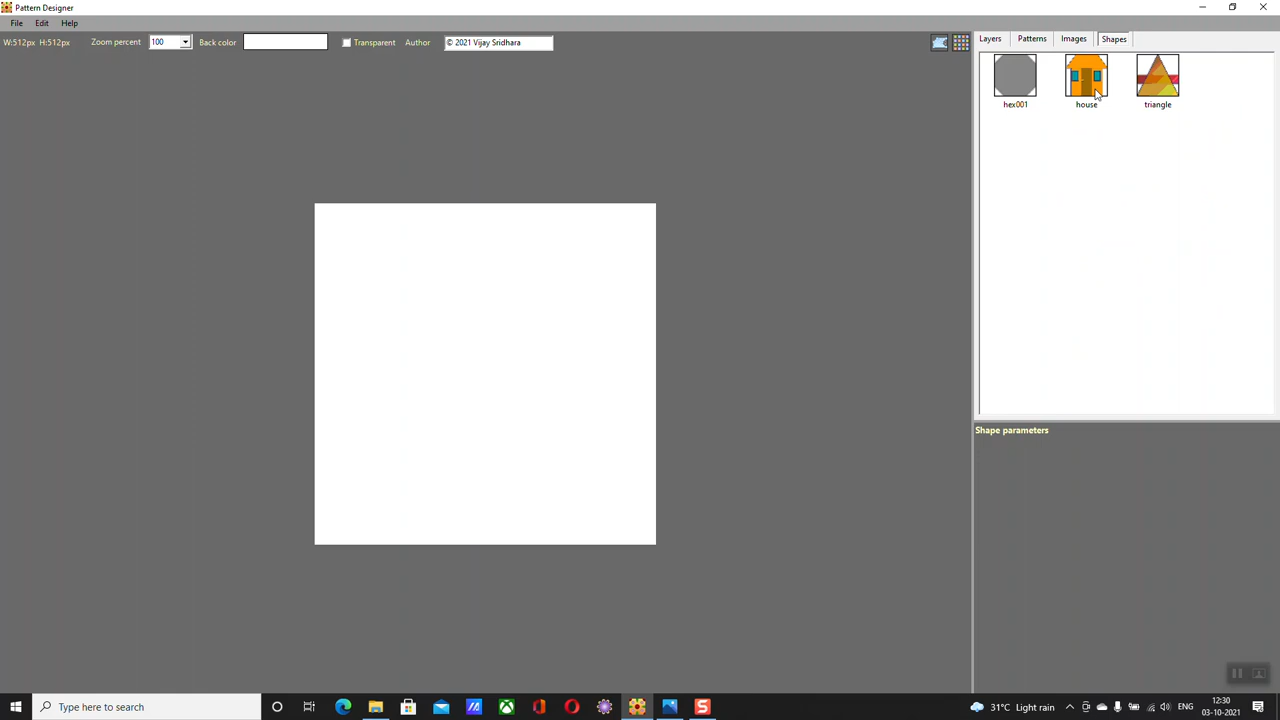 Pattern Designer
File Edit Help
W:512px H:512px Zoom percent 100 Back color Transparent Author © 2021 Vijay Sridhara
Layers Patterns Images Shapes
hex001 house triangle
Shape parameters
Type here to search
31°C Light rain ENG 12:30
03-10-2021